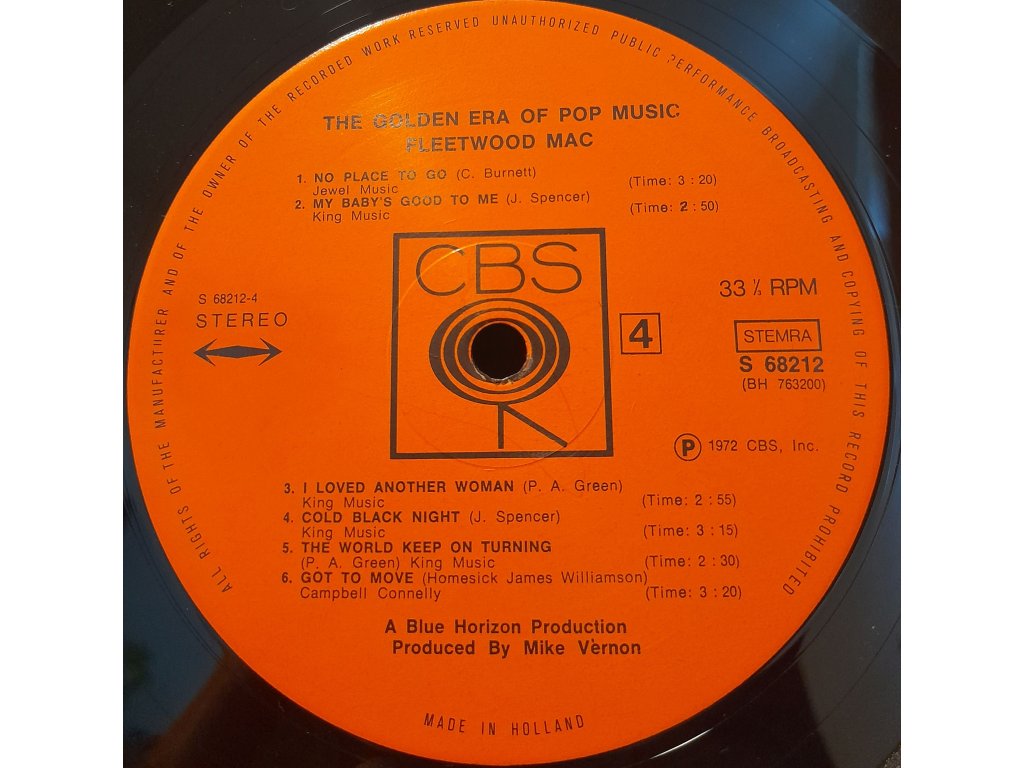 ALL RIGHTS OF THE MANUFACTURER AND OF THE OWNER OF THE RECORDED WORK RESERVED UNAUTHORIZED PUBLIC PERFORMANCE BROADCASTING AND COPYING OF THIS RECORD PROHIBITED
THE GOLDEN ERA OF POP MUSIC
FLEETWOOD MAC
1. NO PLACE TO GO (C. Burnett) (Time: 3 : 20)
Jewel Music
2. MY BABY'S GOOD TO ME (J. Spencer) (Time: 2 : 50)
King Music
CBS
S 68212-4
STEREO
4
33 ⅓ RPM
STEMRA
S 68212
(BH 763200)
P 1972 CBS, Inc.
3. I LOVED ANOTHER WOMAN (P. A. Green)
King Music (Time: 2 : 55)
4. COLD BLACK NIGHT (J. Spencer)
King Music (Time: 3 : 15)
5. THE WORLD KEEP ON TURNING
(P. A. Green) King Music (Time: 2 : 30)
6. GOT TO MOVE (Homesick James Williamson)
Campbell Connelly (Time: 3 : 20)
A Blue Horizon Production
Produced By Mike Vernon
MADE IN HOLLAND